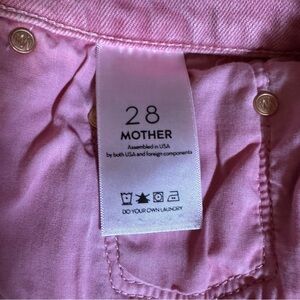 28
MOTHER
Assembled in USA
by both USA and foreign components
DO YOUR OWN LAUNDRY